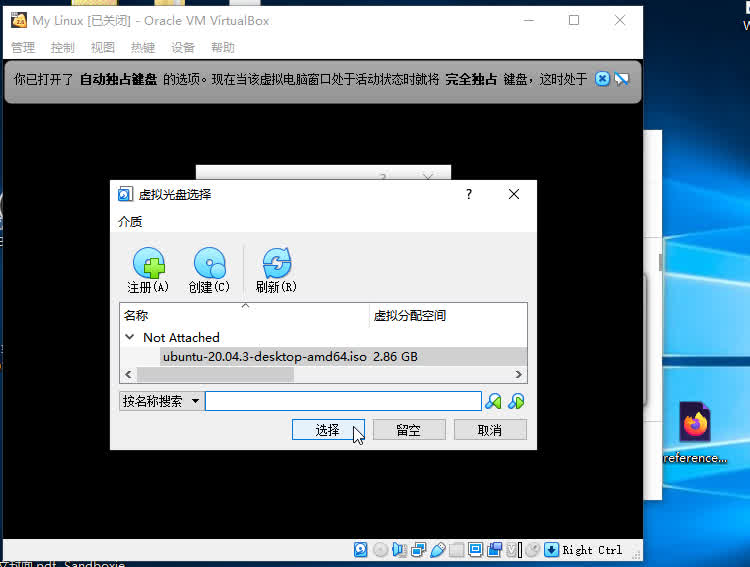 My Linux [已关闭] - Oracle VM VirtualBox
管理 控制 视图 热键 设备 帮助
你已打开了 自动独占键盘 的选项。现在当该虚拟电脑窗口处于活动状态时就将 完全独占 键盘，这时处于
虚拟光盘选择 ?
介质
注册(A) 创建(C) 刷新(R)
名称 虚拟分配空间
Not Attached
ubuntu-20.04.3-desktop-amd64.iso 2.86 GB
按名称搜索
选择 留空 取消
reference...
Right Ctrl
pdf Sandboxie